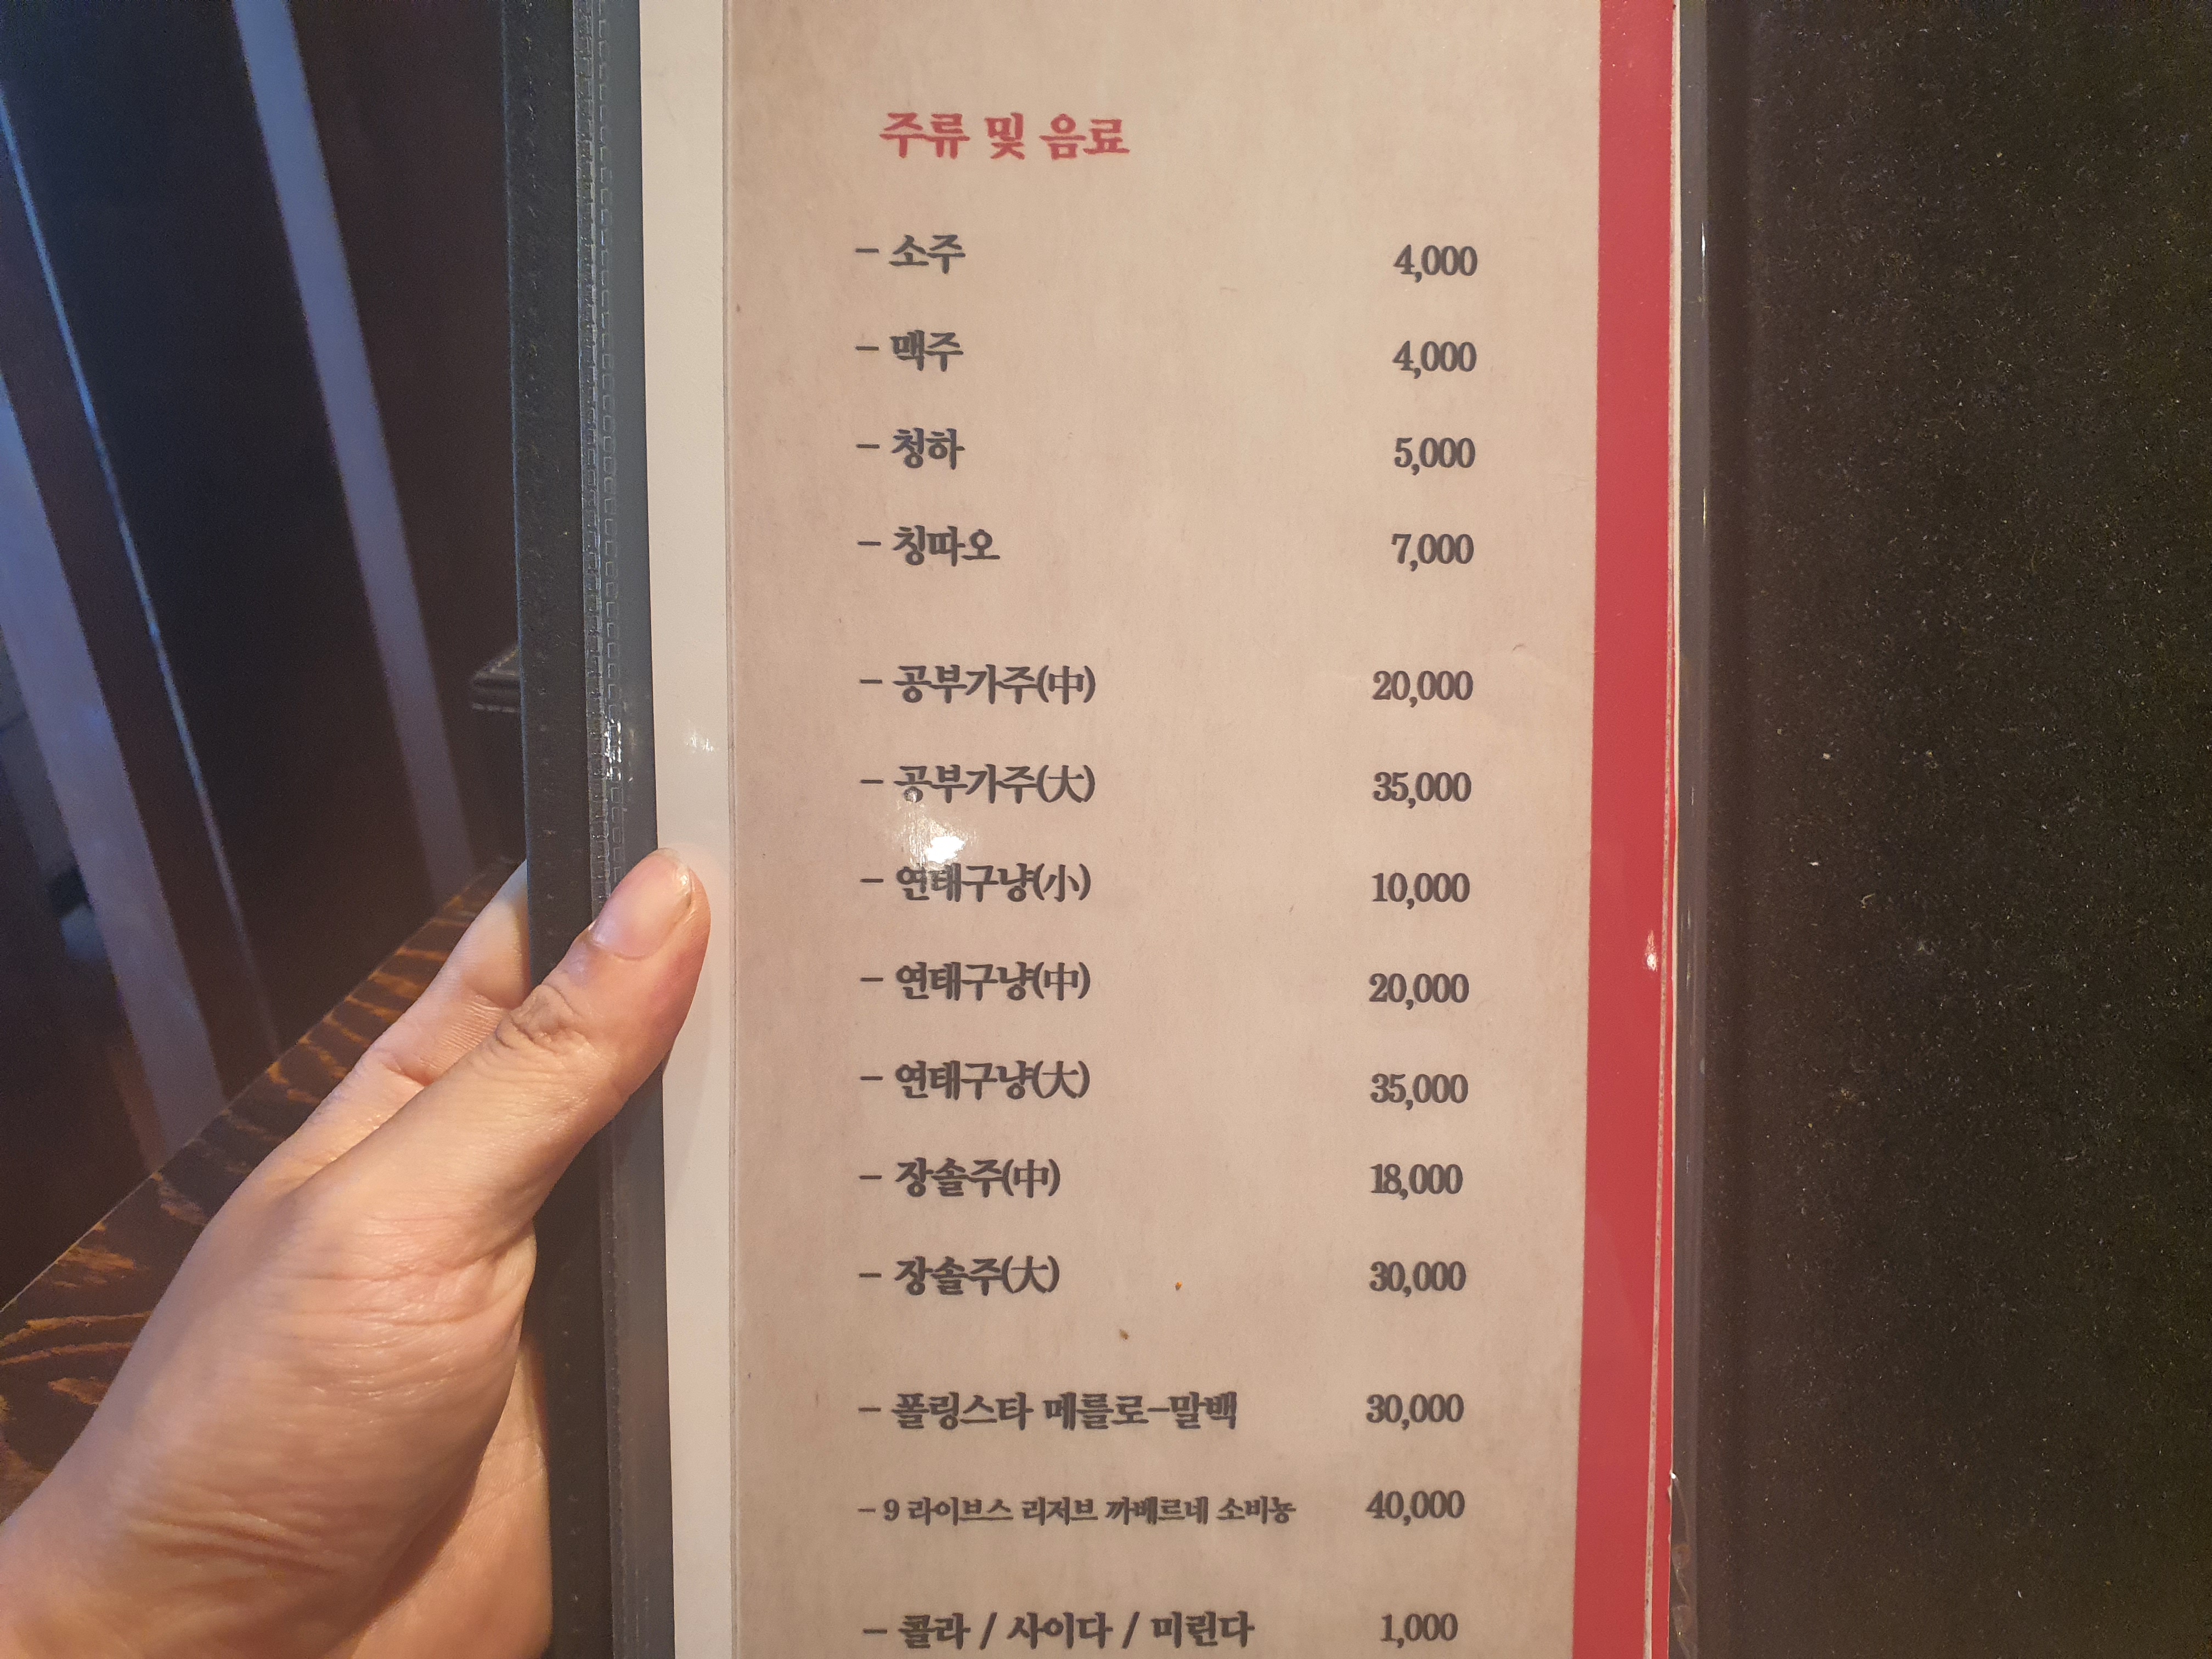 주류 및 음료
- 소주 4,000
- 맥주 4,000
- 청하 5,000
- 칭따오 7,000
- 공부가주(中) 20,000
- 공부가주(大) 35,000
- 연태구냥(小) 10,000
- 연태구냥(中) 20,000
- 연태구냥(大) 35,000
- 장솔주(中) 18,000
- 장솔주(大) 30,000
- 폴링스타 메를로-말백 30,000
- 9 라이브스 리저브 까베르네 소비뇽 40,000
- 콜라 / 사이다 / 미린다 1,000